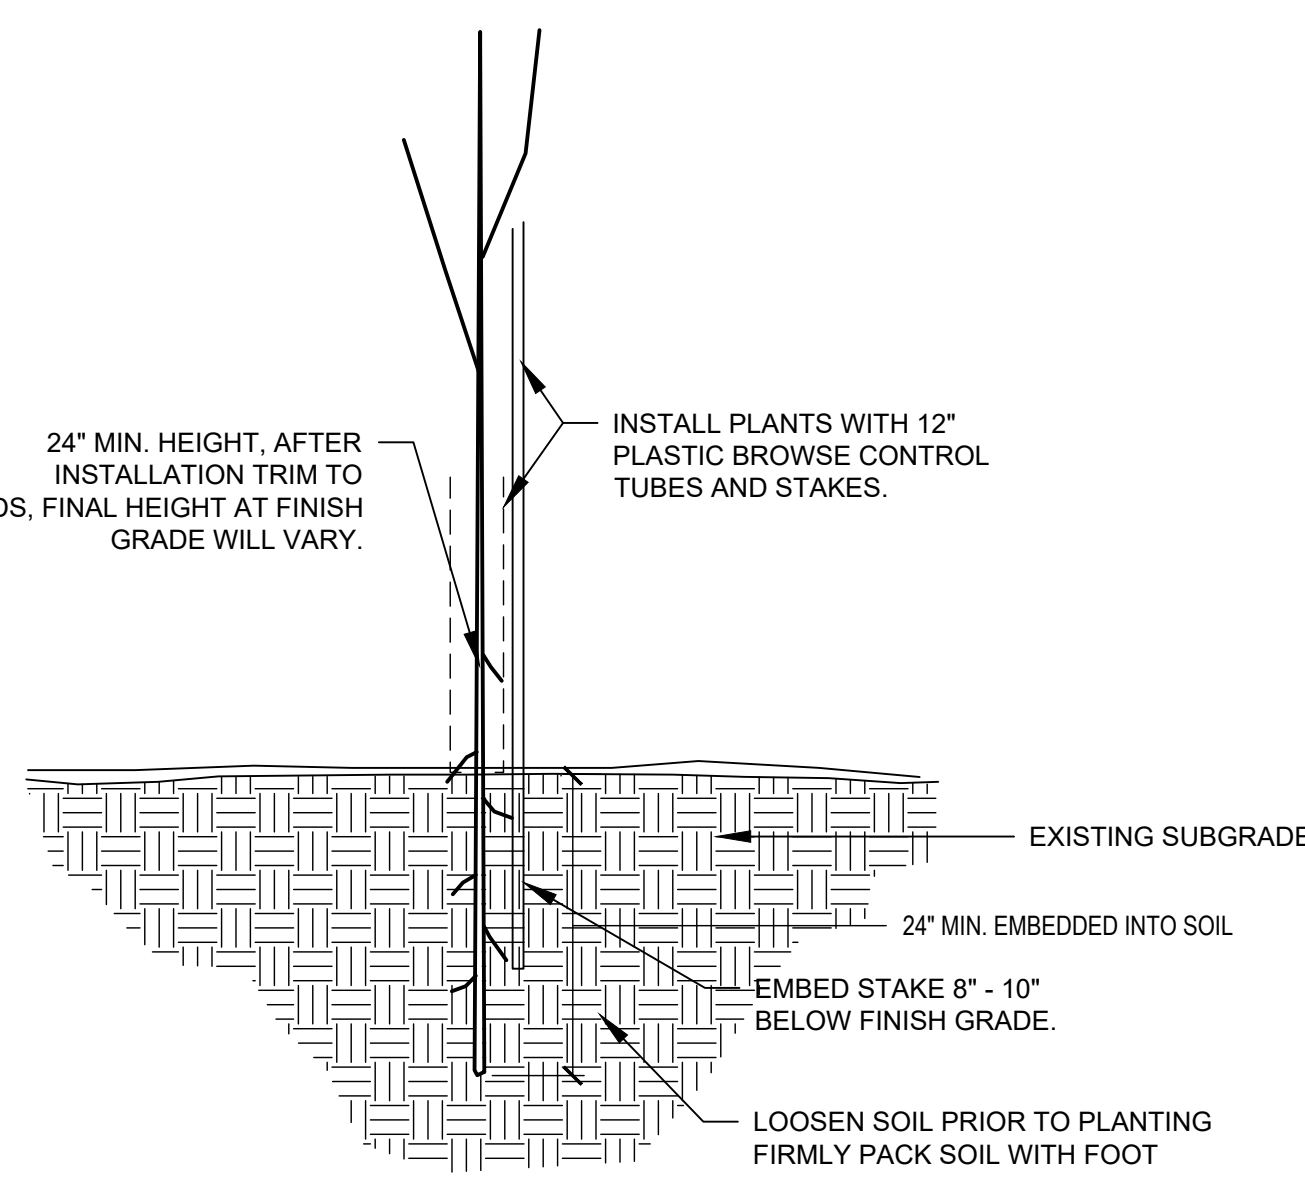 24" MIN. HEIGHT, AFTER
INSTALLATION TRIM TO
FINAL HEIGHT AT FINISH
GRADE WILL VARY.
INSTALL PLANTS WITH 12"
PLASTIC BROWSE CONTROL
TUBES AND STAKES.
EXISTING SUBGRADE
24" MIN. EMBEDDED INTO SOIL
EMBED STAKE 8" - 10"
BELOW FINISH GRADE.
LOOSEN SOIL PRIOR TO PLANTING
FIRMLY PACK SOIL WITH FOOT